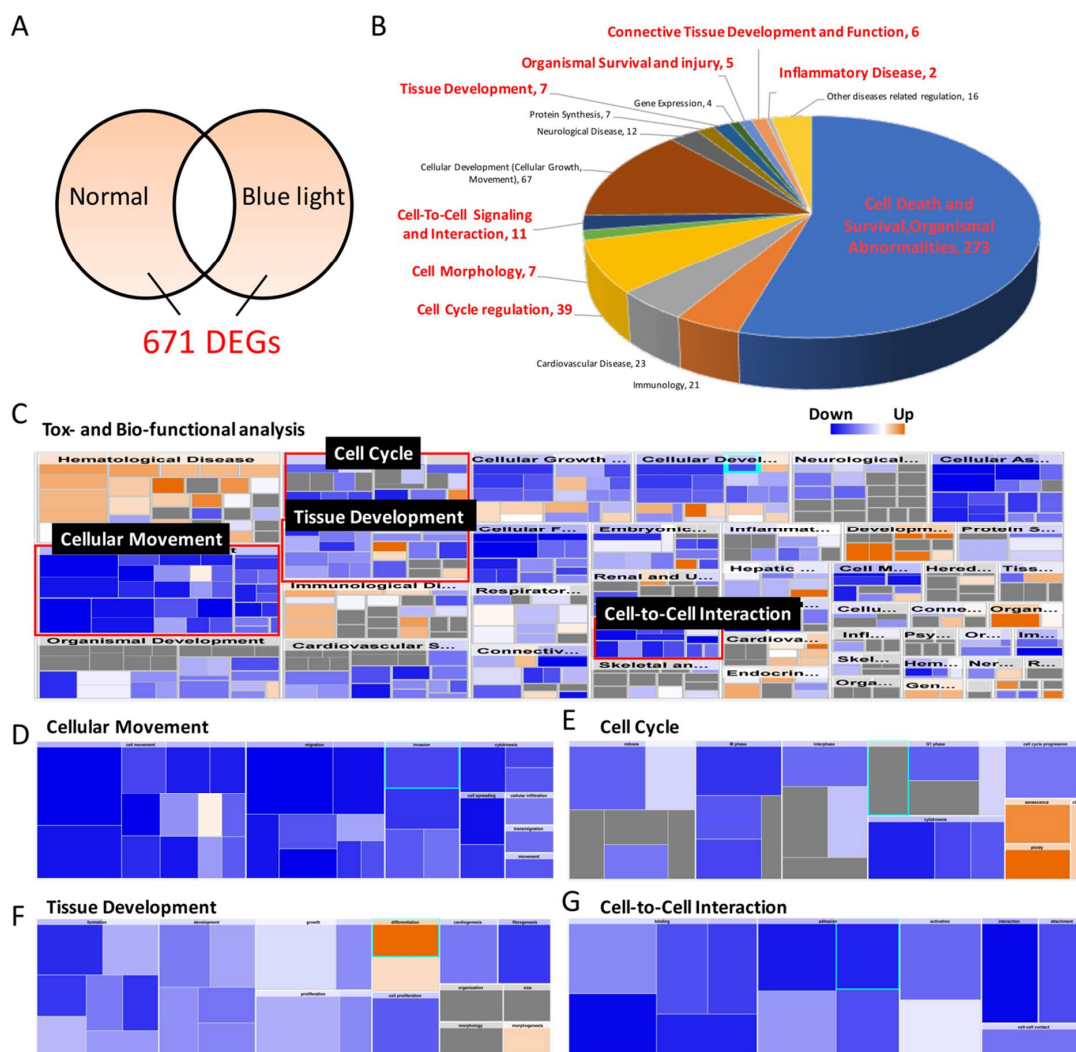 A
Normal
Blue light
671 DEGs
B
Connective Tissue Development and Function, 6
Organismal Survival and injury, 5
Inflammatory Disease, 2
Tissue Development, 7
Other diseases related regulation, 16
Gene Expression, 4
Protein Synthesis, 7
Neurological Disease, 12
Cellular Development (Cellular Growth,
Movement), 67
Cell-To-Cell Signaling
and Interaction, 11
Cell Death and
Survival,Organismal
Abnormalities, 273
Cell Morphology, 7
Cell Cycle regulation, 39
Cardiovascular Disease, 23
Immunology, 21
C
Tox- and Bio-functional analysis
Down
Up
Hematological Disease
Cell Cycle
Cellular Growth ...
Cellular Devel...
Neurological...
Cellular As...
Tissue Development
Cellular Movement
Cellular F...
Embryonic...
Inflammat...
Developm...
Protein S...
Immunological Di...
Respirator...
Renal and U...
Hepatic ...
Cell M...
Hered...
Tiss...
Cell-to-Cell Interaction
Cellu...
Conne...
Organ...
Organismal Development
Cardiovascular S...
Connectiv...
Skeletal an...
Cardiova...
Endocrin...
Infl...
Psy...
Or...
Im...
Skel...
Hem...
Ner...
R...
Orga...
Gen...
D
Cellular Movement
cell movement
migration
invasion
cytokinesis
cell spreading
cellular infiltration
transmigration
movement
E
Cell Cycle
mitosis
M phase
interphase
G1 phase
cell cycle progression
cytokinesis
senescence
ploidy
F
Tissue Development
formation
development
growth
differentiation
cardiogenesis
fibrogenesis
proliferation
cell proliferation
organization
size
morphology
morphogenesis
G
Cell-to-Cell Interaction
binding
adhesion
activation
interaction
attachment
cell-cell contact